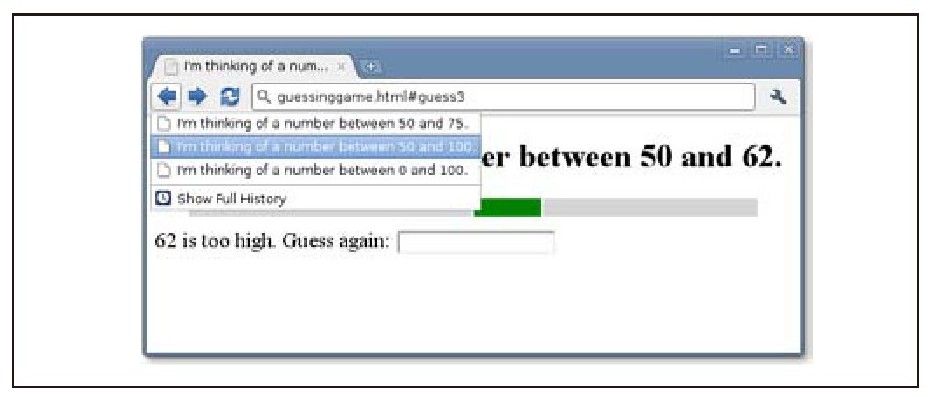 I'm thinking of a num...
guessinggame.html#guess3
I'm thinking of a number between 50 and 75.
I'm thinking of a number between 50 and 100.
I'm thinking of a number between 0 and 100.
Show Full History
er between 50 and 62.
62 is too high. Guess again: